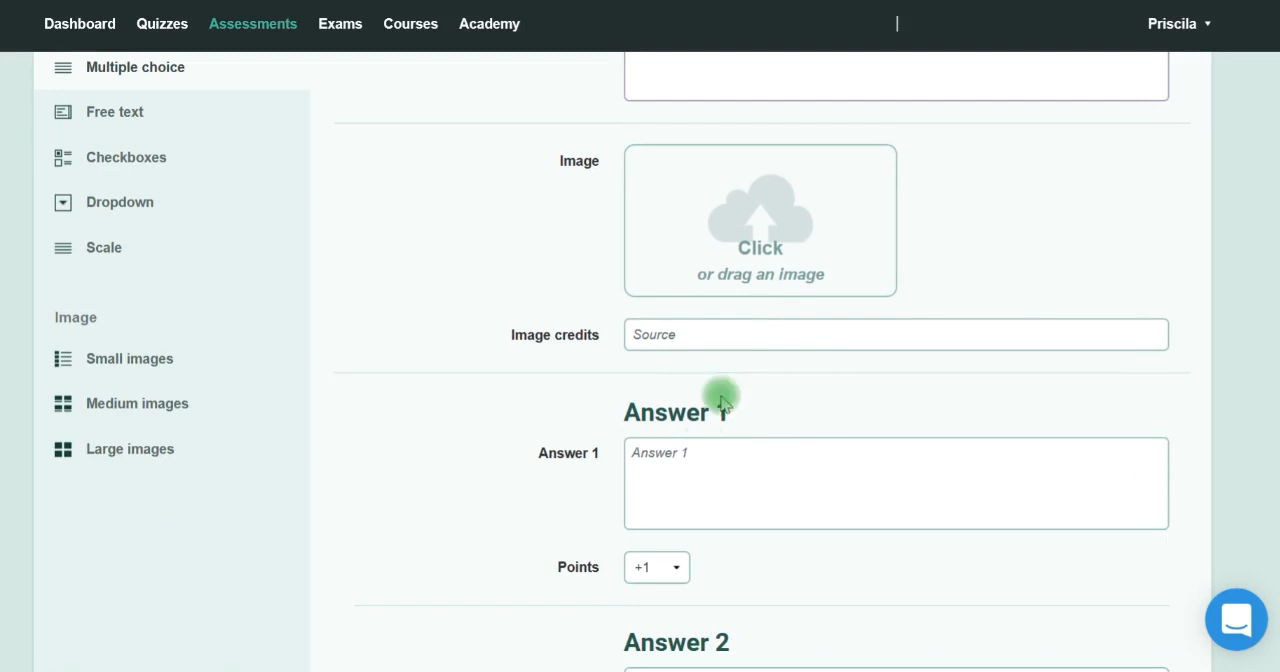 Dashboard Quizzes Assessments Exams Courses Academy Priscila
Multiple choice
Free text
Checkboxes
Dropdown
Scale
Image
Small images
Medium images
Large images
Image
Click
or drag an image
Image credits
Source
Answer 1
Answer 1
Answer 1
Points
+1
Answer 2